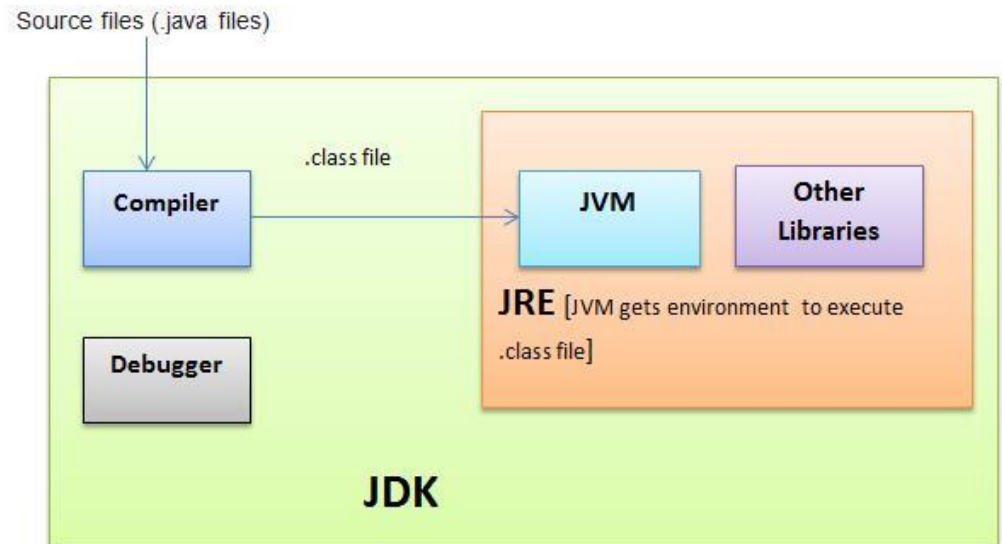 Source files (.java files)
.class file
Compiler
JVM
Other
Libraries
JRE [JVM gets environment to execute
.class file]
Debugger
JDK